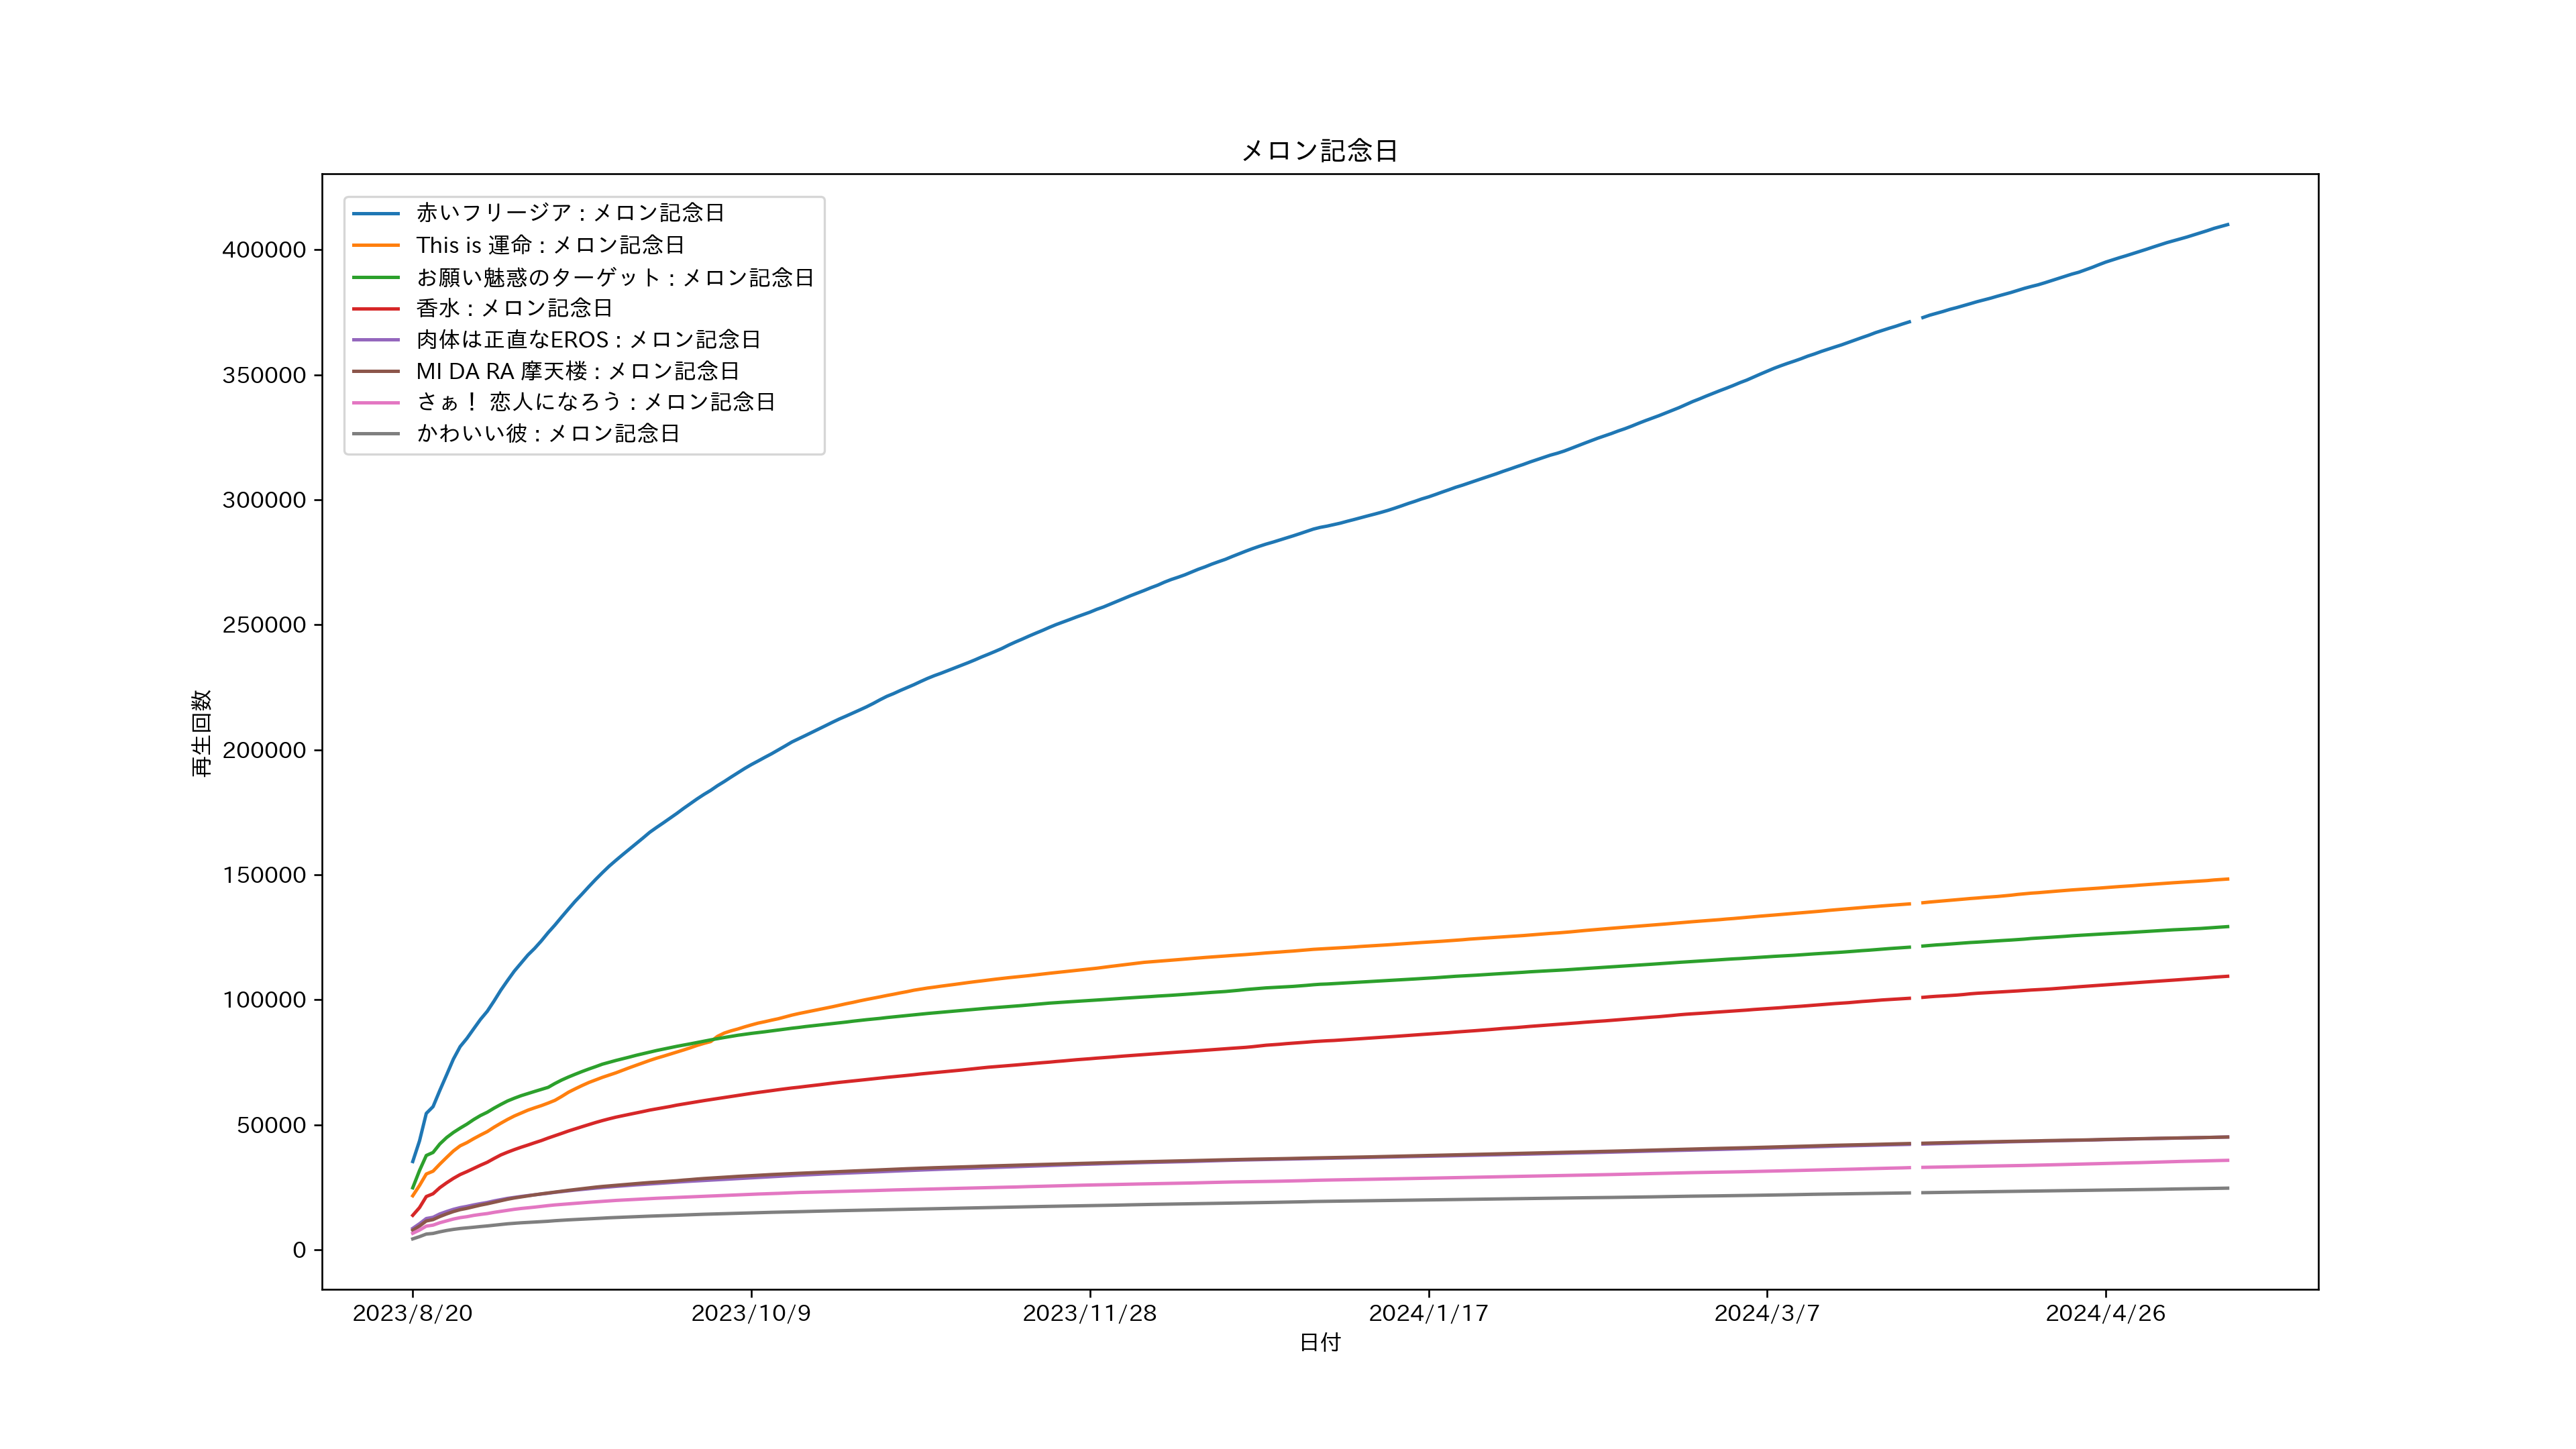 メロン記念日
赤いフリージア : メロン記念日
This is 運命 : メロン記念日
お願い魅惑のターゲット : メロン記念日
香水 : メロン記念日
肉体は正直なEROS : メロン記念日
MI DA RA 摩天楼 : メロン記念日
さぁ！ 恋人になろう : メロン記念日
かわいい彼 : メロン記念日
再生回数
400000
350000
300000
250000
200000
150000
100000
50000
0
2023/8/20 2023/10/9 2023/11/28 2024/1/17 2024/3/7 2024/4/26
日付